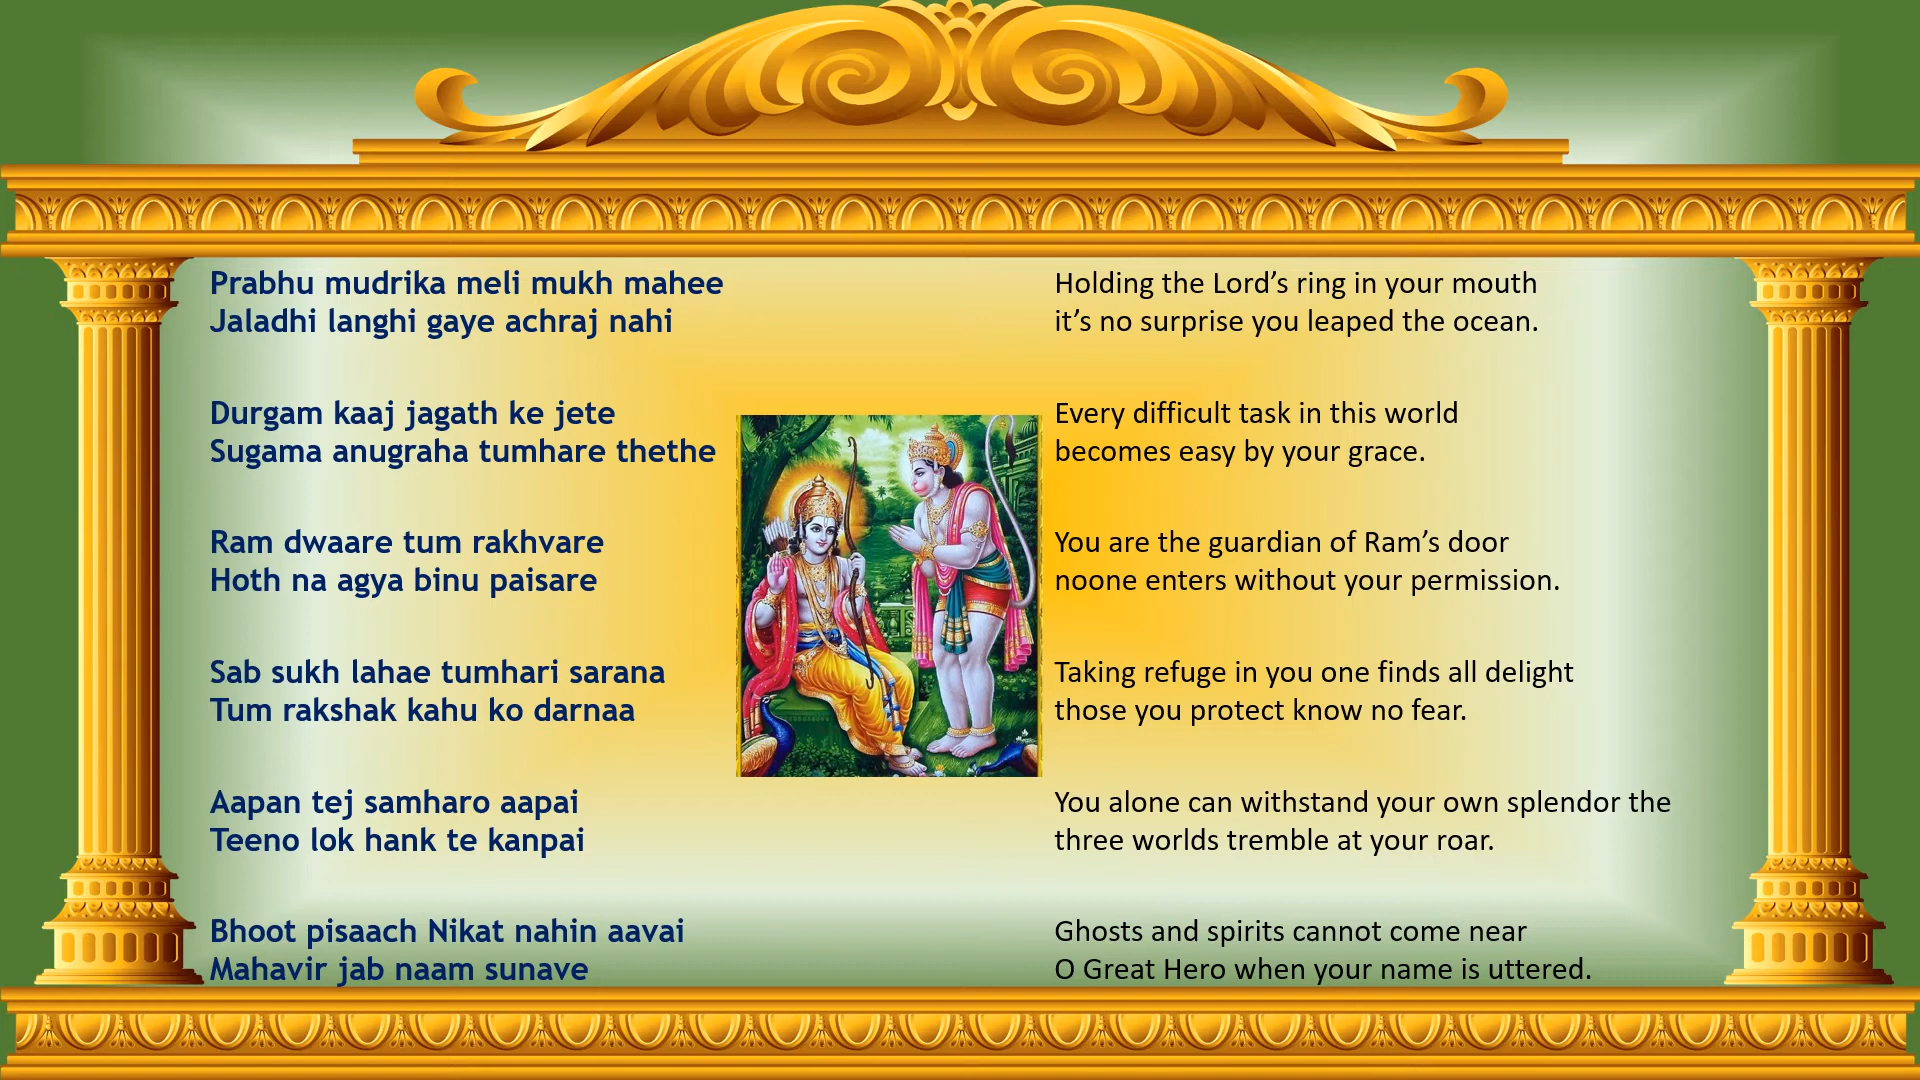 Prabhu mudrika meli mukh mahee
Jaladhi langhi gaye achraj nahi
Durgam kaaj jagath ke jete
Sugama anugraha tumhare thethe
Ram dwaare tum rakhvare
Hoth na agya binu paisare
Sab sukh lahae tumhari sarana
Tum rakshak kahu ko darnaa
Aapan tej samharo aapai
Teeno lok hank te kanpai
Bhoot pisaach Nikat nahin aavai
Mahavir jab naam sunave
Holding the Lord’s ring in your mouth
it’s no surprise you leaped the ocean.
Every difficult task in this world
becomes easy by your grace.
You are the guardian of Ram’s door
noone enters without your permission.
Taking refuge in you one finds all delight
those you protect know no fear.
You alone can withstand your own splendor the
three worlds tremble at your roar.
Ghosts and spirits cannot come near
O Great Hero when your name is uttered.